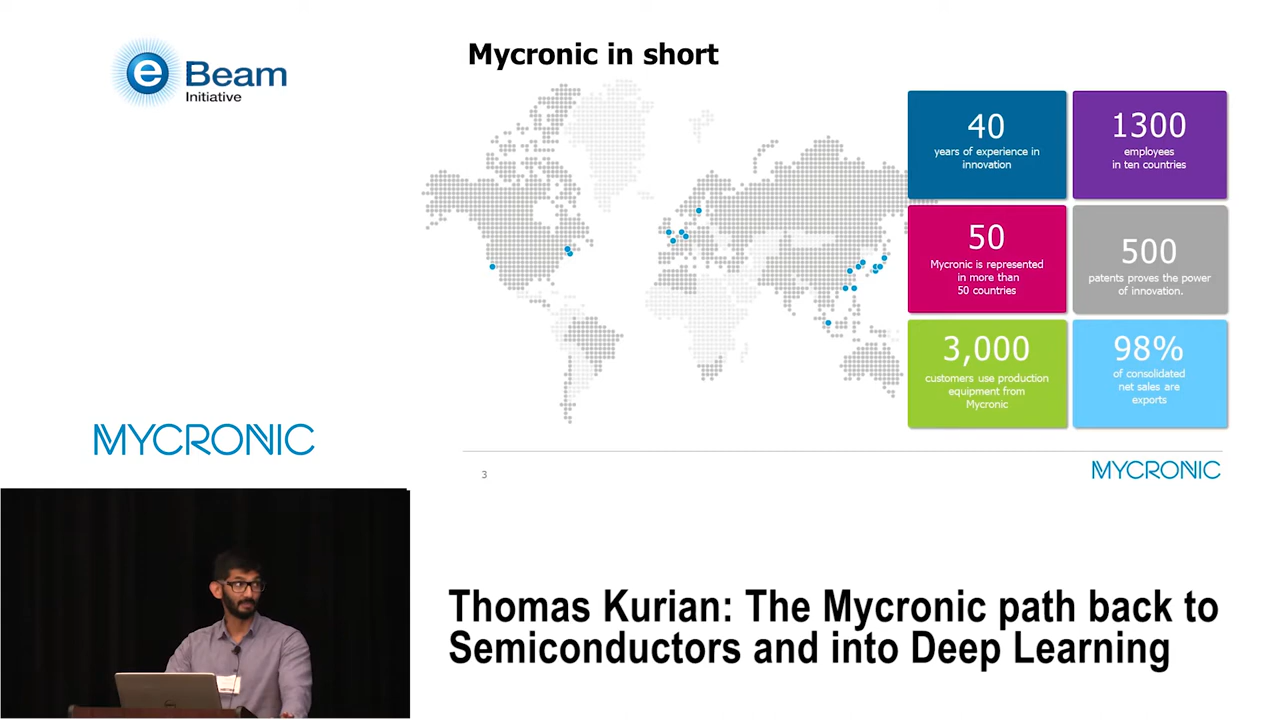 e Beam
Initiative
Mycronic in short
40
years of experience in
innovation
1300
employees
in ten countries
50
Mycronic is represented
in more than
50 countries
500
patents proves the power
of innovation.
3,000
customers use production
equipment from
Mycronic
98%
of consolidated
net sales are
exports
MYCRONIC
3
MYCRONIC
Thomas Kurian: The Mycronic path back to
Semiconductors and into Deep Learning